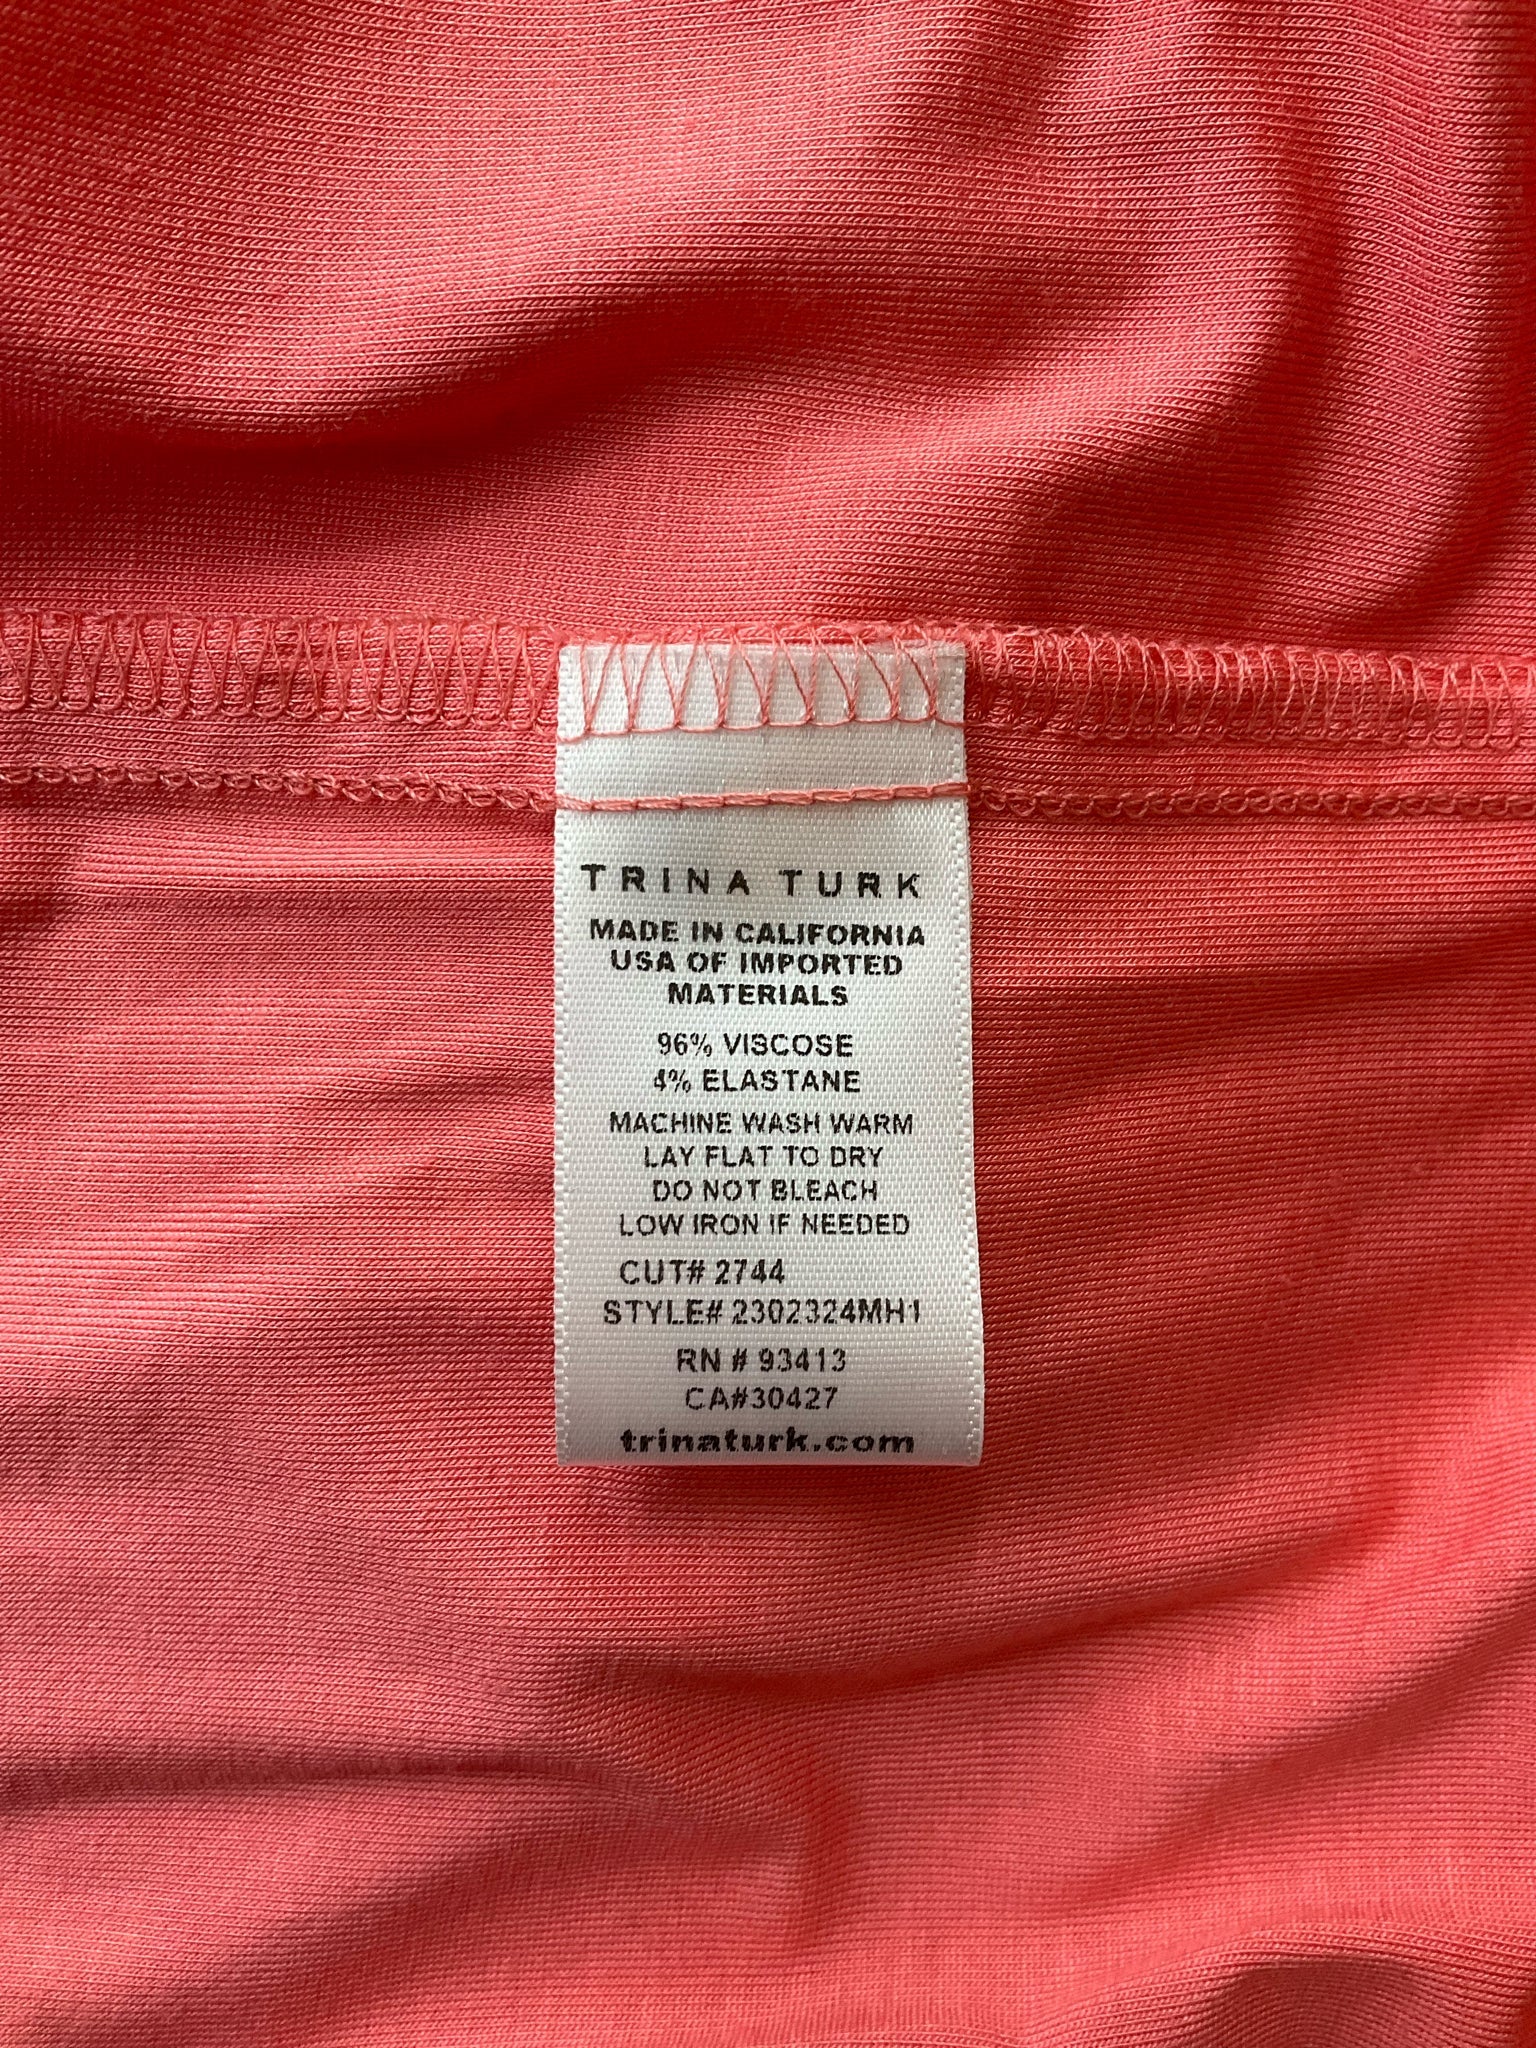 TRINA TURK
MADE IN CALIFORNIA
USA OF IMPORTED
MATERIALS
96% VISCOSE
4% ELASTANE
MACHINE WASH WARM
LAY FLAT TO DRY
DO NOT BLEACH
LOW IRON IF NEEDED
CUT# 2744
STYLE# 2302324MH1
RN # 93413
CA#30427
trinaturk.com